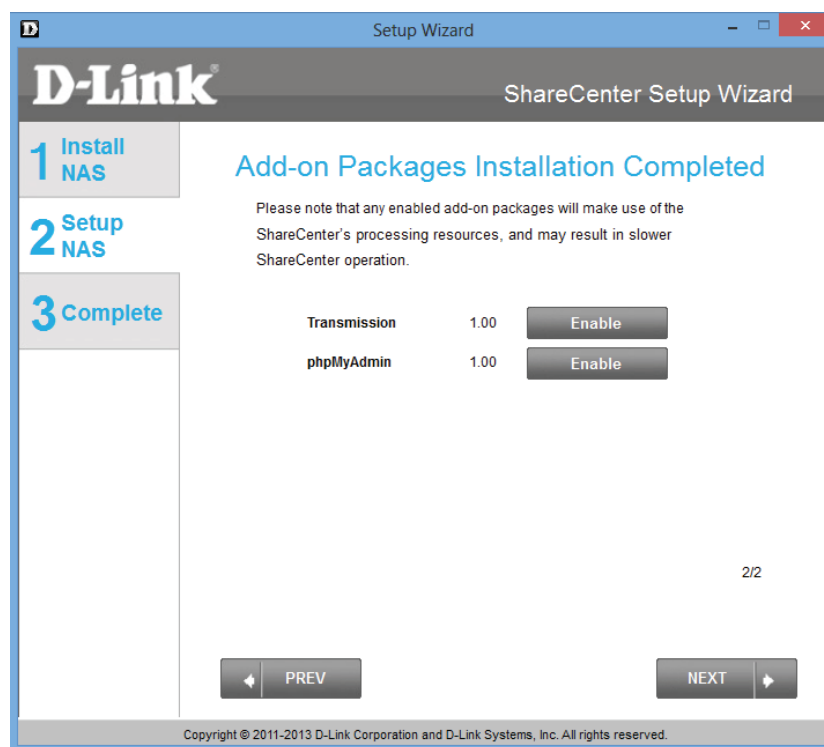 D
Setup Wizard
D-Link®
ShareCenter Setup Wizard
1 Install
NAS
2 Setup
NAS
3 Complete
Add-on Packages Installation Completed
Please note that any enabled add-on packages will make use of the
ShareCenter's processing resources, and may result in slower
ShareCenter operation.
Transmission 1.00 Enable
phpMyAdmin 1.00 Enable
2/2
PREV
NEXT
Copyright © 2011-2013 D-Link Corporation and D-Link Systems, Inc. All rights reserved.